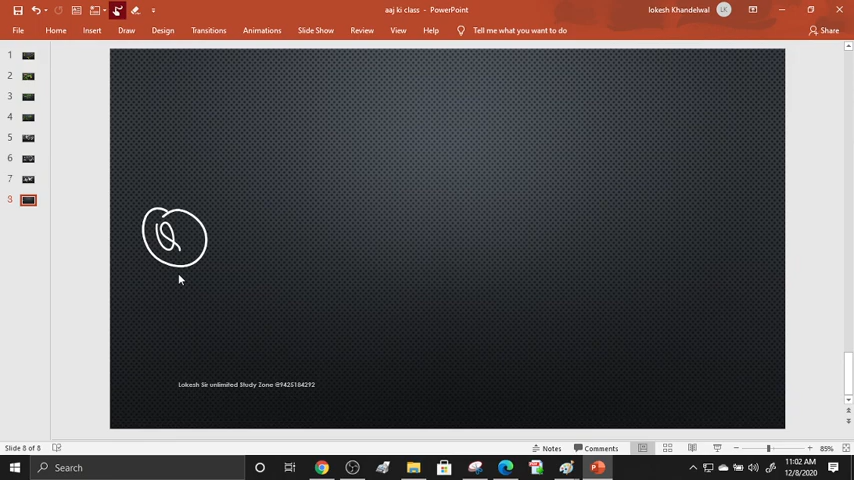 aaj ki class - PowerPoint
lokesh Khandelwal
LK
File Home Insert Draw Design Transitions Animations Slide Show Review View Help Tell me what you want to do Share
1
2
3
4
5
6
7
8
Q
Lokesh Sir unlimited Study Zone @9425184292
Slide 8 of 8
Notes
Comments
85%
Search
11:02 AM
12/8/2020